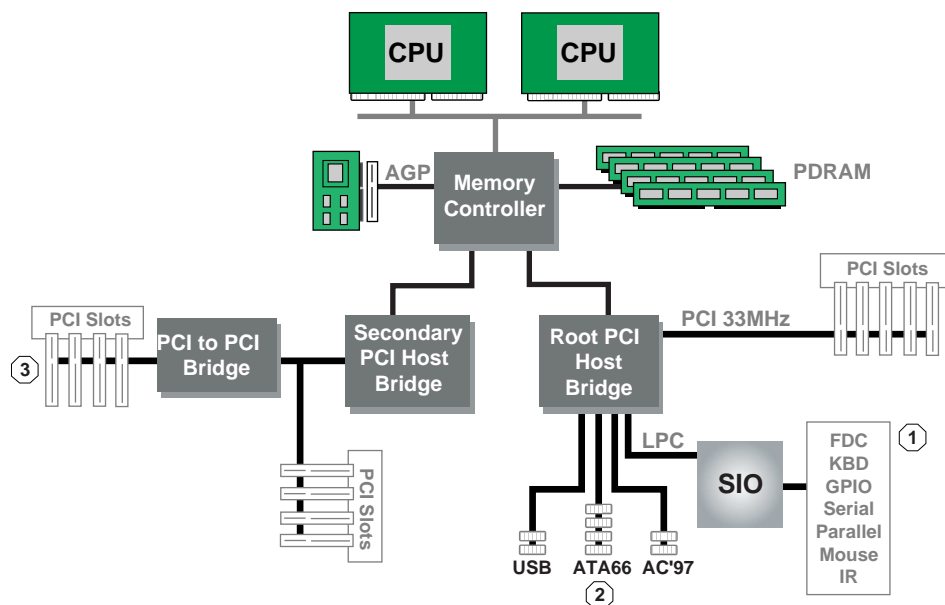 CPU
CPU
AGP
Memory
Controller
PDRAM
PCI Slots
PCI Slots
PCI to PCI
Bridge
Secondary
PCI Host
Bridge
Root PCI
Host
Bridge
PCI 33MHz
3
PCI Slots
LPC
SIO
1
FDC
KBD
GPIO
Serial
Parallel
Mouse
IR
USB
ATA66
AC'97
2